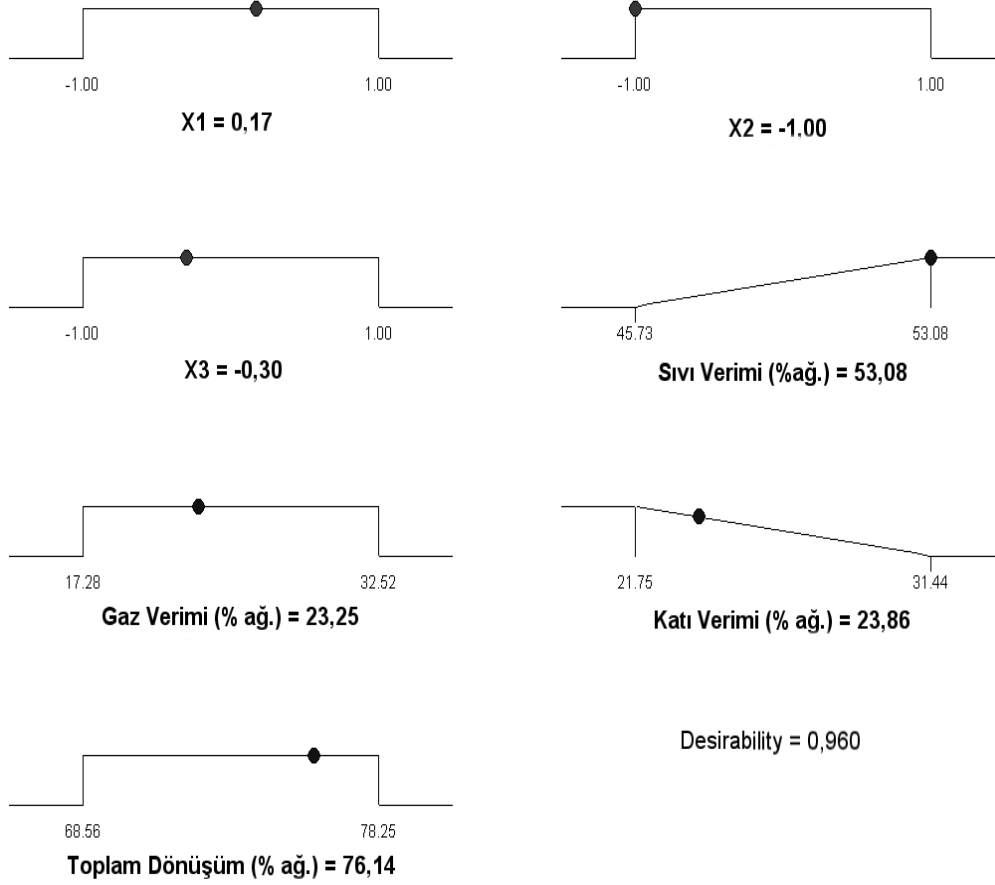 -1.00 1.00
X1 = 0,17
-1.00 1.00
X2 = -1,00
-1.00 1.00
X3 = -0,30
45.73 53.08
Sıvı Verimi (%ağ.) = 53,08
17.28 32.52
Gaz Verimi (% ağ.) = 23,25
21.75 31.44
Katı Verimi (% ağ.) = 23,86
68.56 78.25
Toplam Dönüşüm (% ağ.) = 76,14
Desirability = 0,960